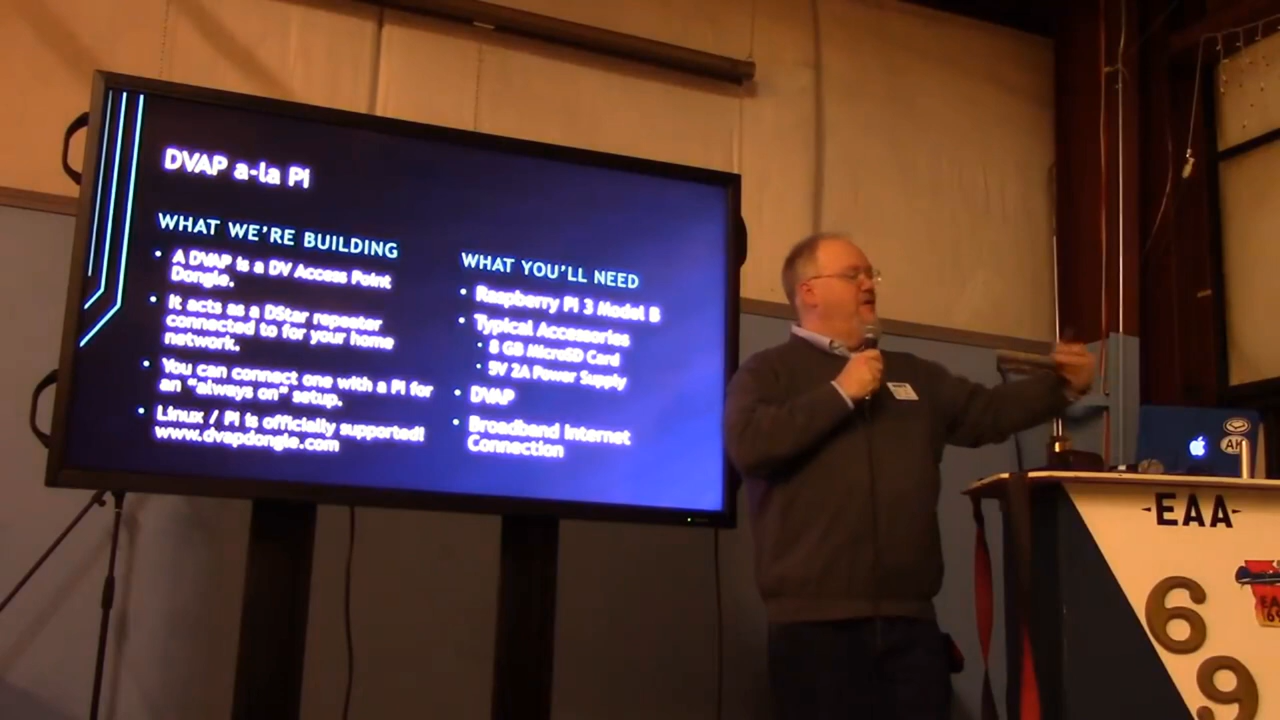 DVAP a-la Pi
WHAT WE'RE BUILDING
• A DVAP is a DV Access Point
Dongle.
• It acts as a DStar repeater
connected to for your home
network.
• You can connect one with a Pi for
an "always on" setup.
• Linux / Pi is officially supported!
www.dvapdongle.com
WHAT YOU'LL NEED
• Raspberry Pi 3 Model B
• Typical Accessories
• 8 GB MicroSD Card
• 5V 2A Power Supply
• DVAP
• Broadband Internet
Connection
AK
-EAA-
6
9